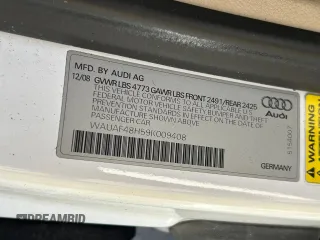 MFD. BY AUDI AG
12/08 GVWR LBS 4773 GAWR LBS FRONT 2491/REAR 2425
THIS VEHICLE CONFORMS TO ALL APPLICABLE
FEDERAL MOTOR VEHICLE SAFETY, BUMPER AND THEFT
PREVENTION STANDARDS IN EFFECT ON THE DATE OF
MANUFACTURE SHOWN ABOVE
PASSENGER CAR
WAUAF48H59K009408
Audi
WARNING
DREAMBID